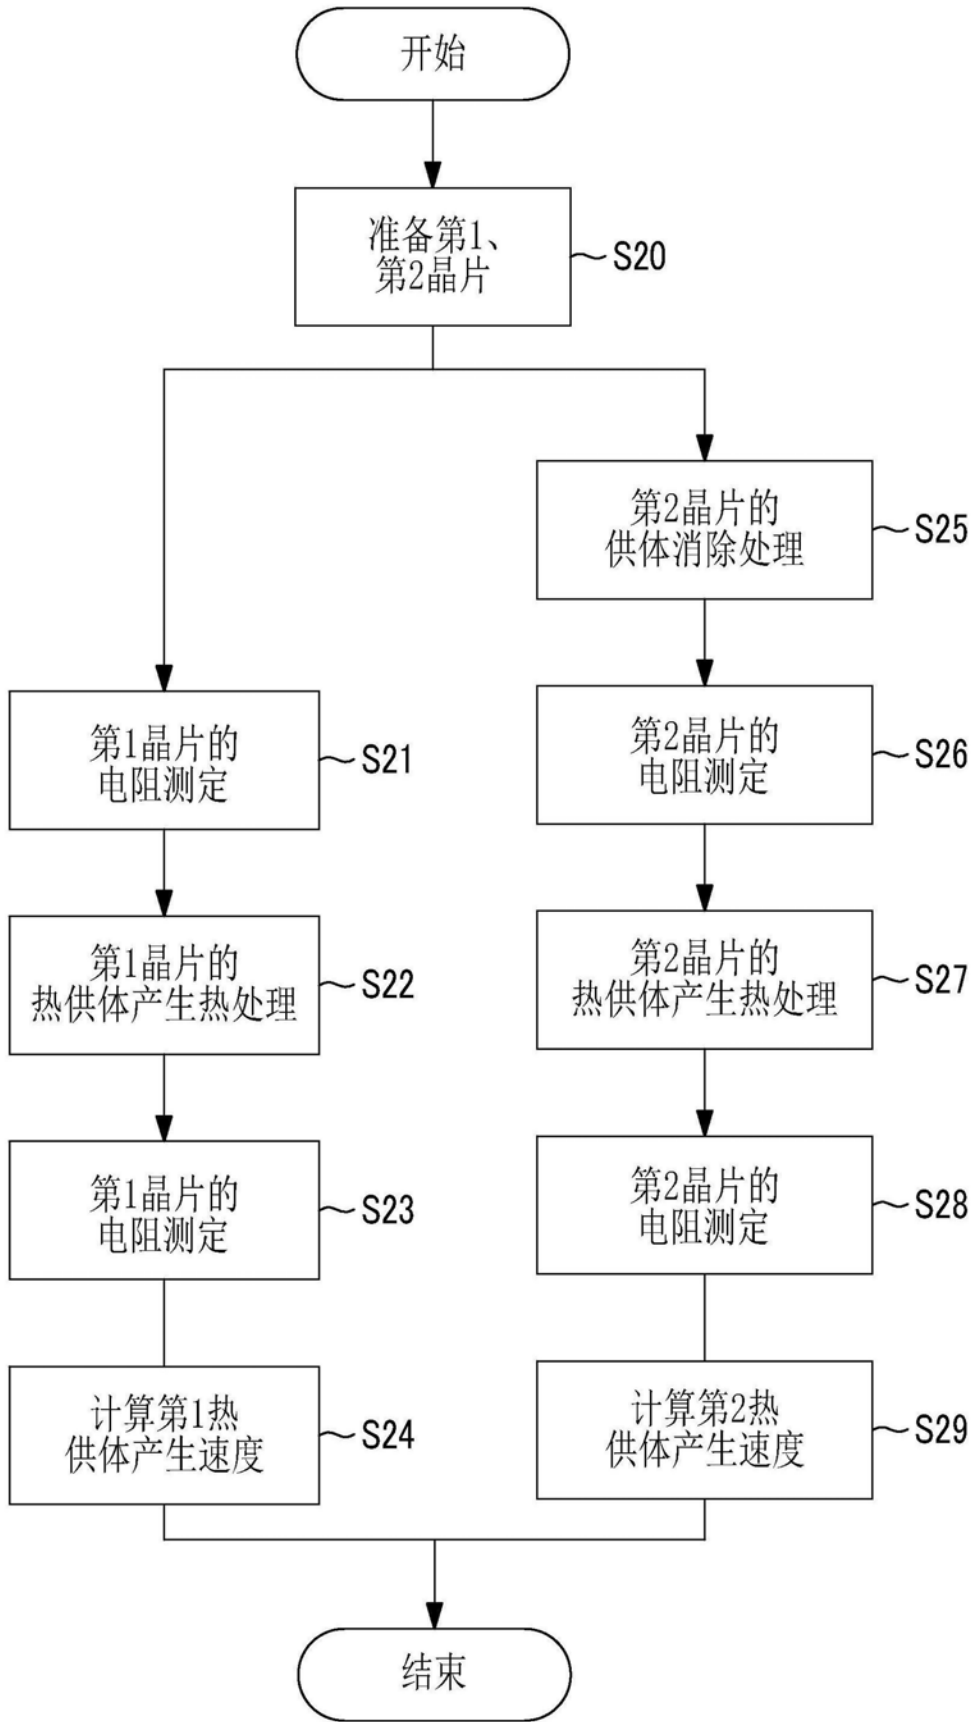 开始
准备第1、
第2晶片
S20
第2晶片的
供体消除处理
S25
第1晶片的
电阻测定
S21
第2晶片的
电阻测定
S26
第1晶片的
热供体产生热处理
S22
第2晶片的
热供体产生热处理
S27
第1晶片的
电阻测定
S23
第2晶片的
电阻测定
S28
计算第1热
供体产生速度
S24
计算第2热
供体产生速度
S29
结束